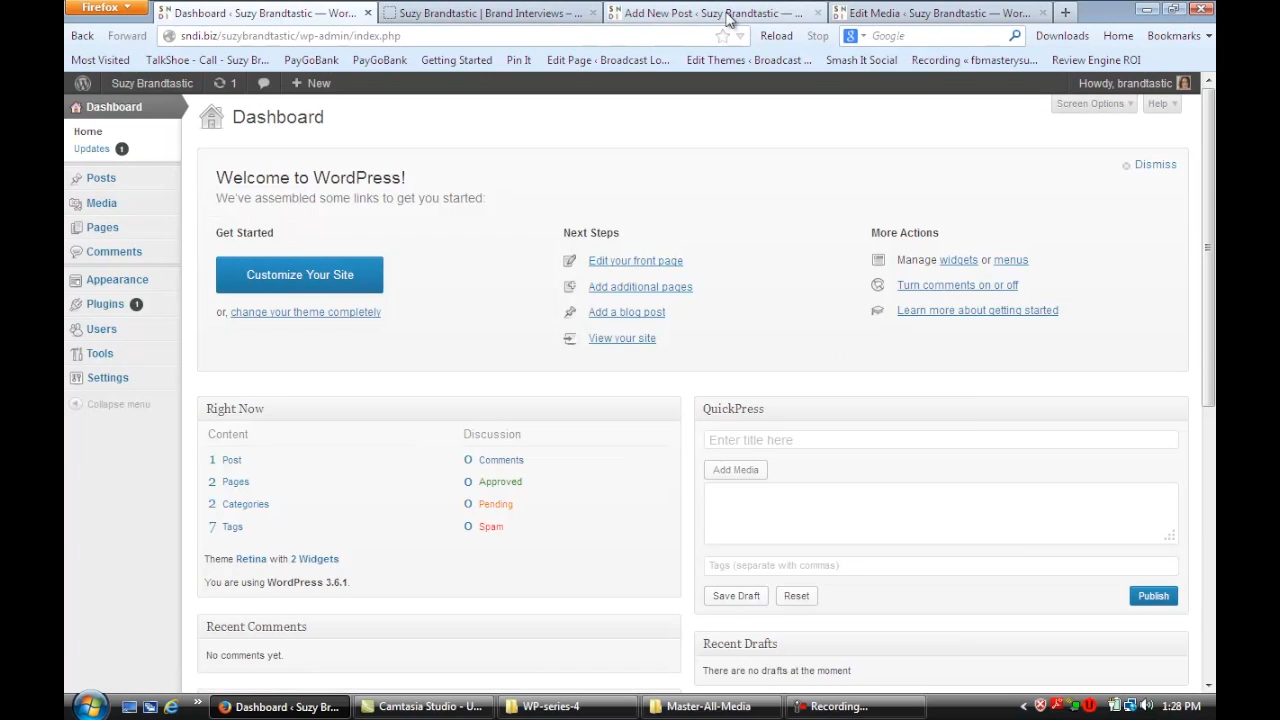 Firefox
Dashboard ‹ Suzy Brandtastic — Wor...
Suzy Brandtastic | Brand Interviews – ...
Add New Post ‹ Suzy Brandtastic — ...
Edit Media ‹ Suzy Brandtastic — Wor...
Back Forward sndi.biz/suzybrandtastic/wp-admin/index.php Reload Stop Google Downloads Home Bookmarks
Most Visited TalkShoe - Call - Suzy Br... PayGoBank PayGoBank Getting Started Pin It Edit Page ‹ Broadcast Lo... Edit Themes ‹ Broadcast ... Smash It Social Recording « fbmasterysu... Review Engine ROI
Suzy Brandtastic 1 + New Howdy, brandtastic
Dashboard
Home
Updates 1
Posts
Media
Pages
Comments
Appearance
Plugins 1
Users
Tools
Settings
Collapse menu
Dashboard
Screen Options Help
Welcome to WordPress!
Dismiss
We've assembled some links to get you started:
Get Started
Customize Your Site
or, change your theme completely
Next Steps
Edit your front page
Add additional pages
Add a blog post
View your site
More Actions
Manage widgets or menus
Turn comments on or off
Learn more about getting started
Right Now
Content
1 Post
2 Pages
2 Categories
7 Tags
Discussion
0 Comments
0 Approved
0 Pending
0 Spam
Theme Retina with 2 Widgets
You are using WordPress 3.6.1.
Recent Comments
No comments yet.
QuickPress
Enter title here
Add Media
Tags (separate with commas)
Save Draft Reset Publish
Recent Drafts
There are no drafts at the moment
Dashboard ‹ Suzy Br... Camtasia Studio - U... WP-series-4 Master-All-Media Recording... 1:28 PM